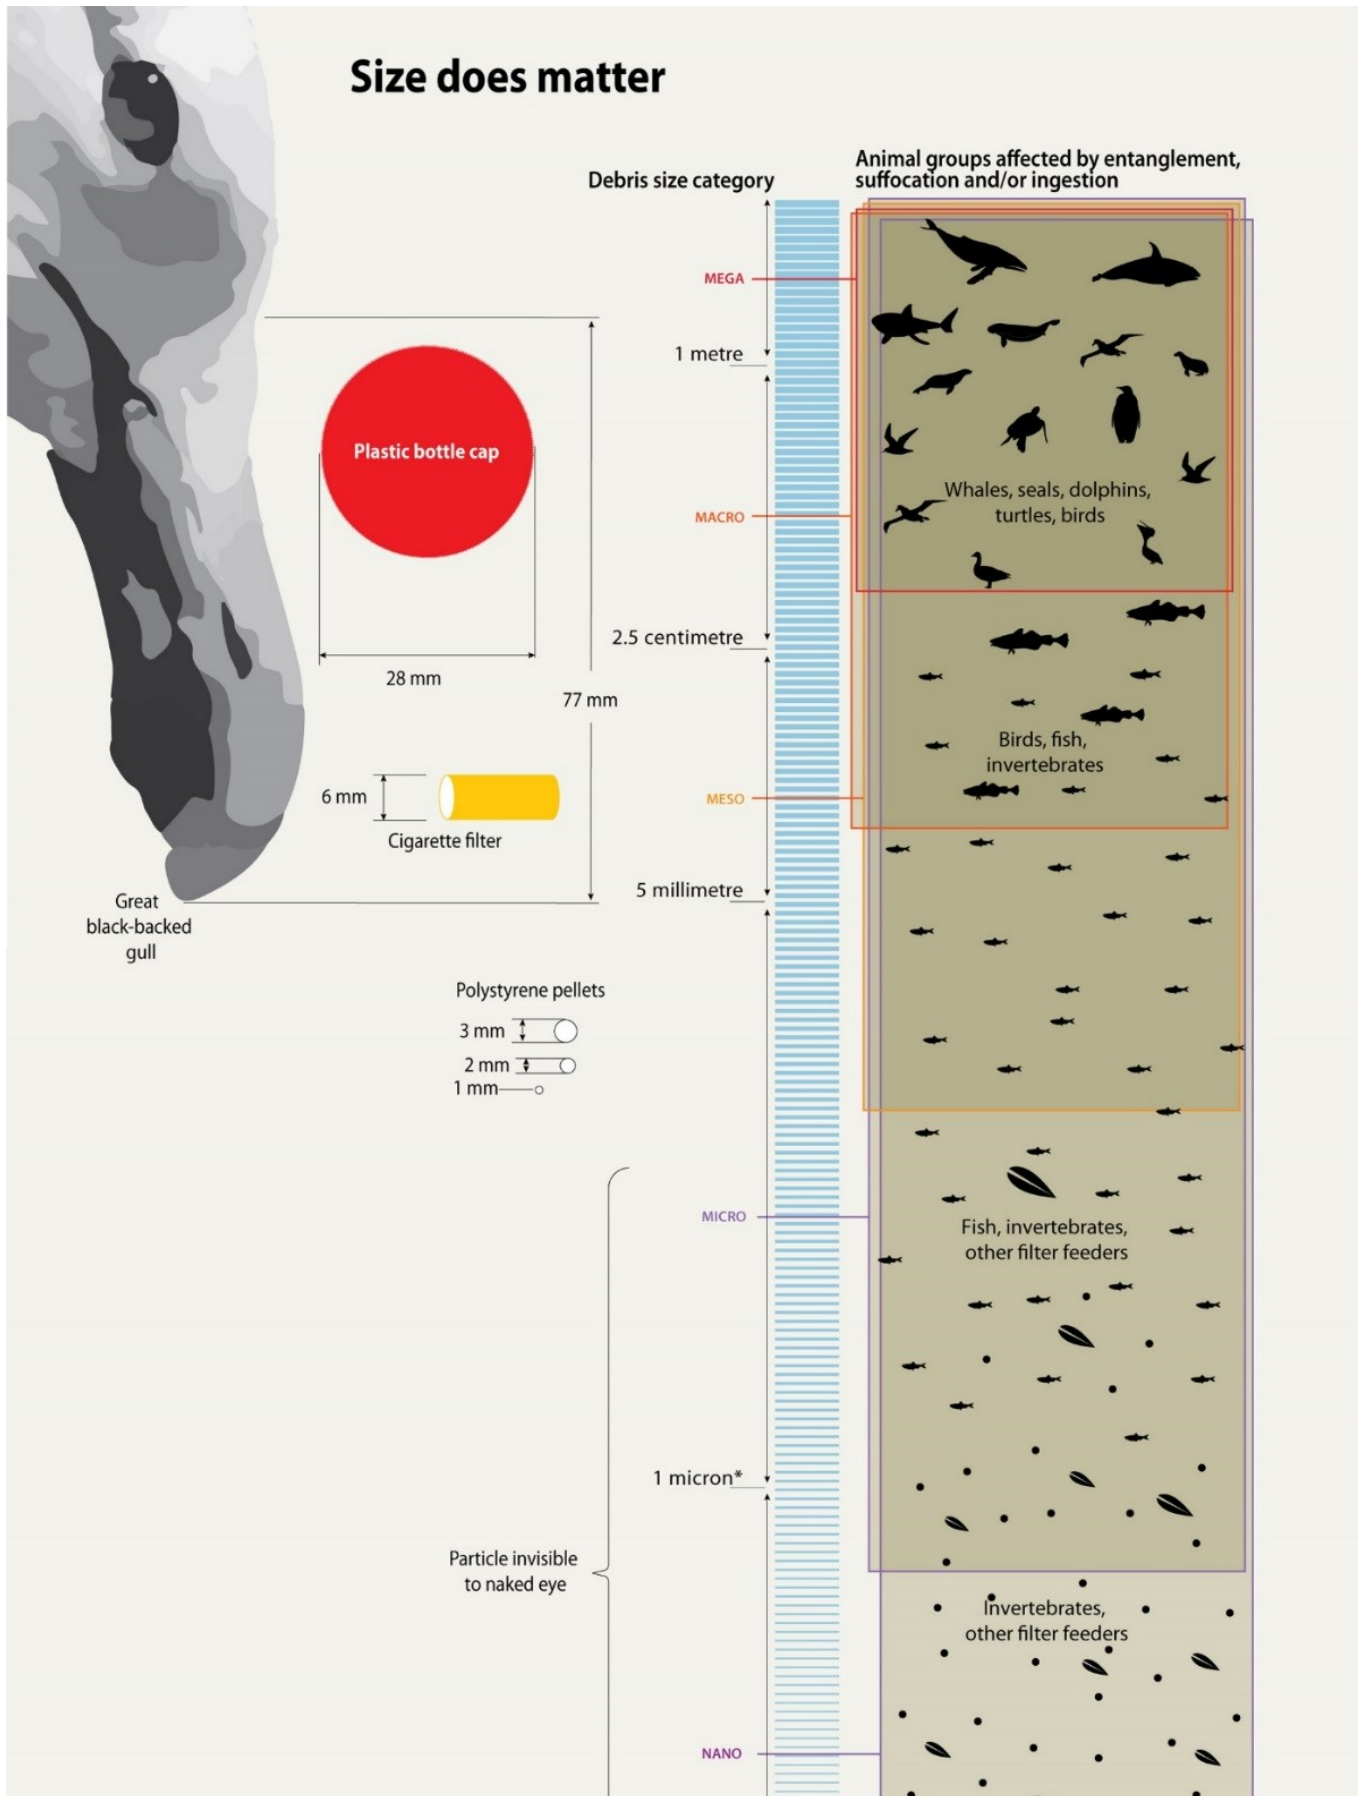 Size does matter
Debris size category
Animal groups affected by entanglement,
suffocation and/or ingestion
MEGA
1 metre
Plastic bottle cap
Whales, seals, dolphins,
turtles, birds
MACRO
2.5 centimetre
28 mm
77 mm
Birds, fish,
invertebrates
6 mm
MESO
Cigarette filter
5 millimetre
Great
black-backed
gull
Polystyrene pellets
3 mm
2 mm
1 mm
MICRO
Fish, invertebrates,
other filter feeders
1 micron*
Particle invisible
to naked eye
Invertebrates,
other filter feeders
NANO